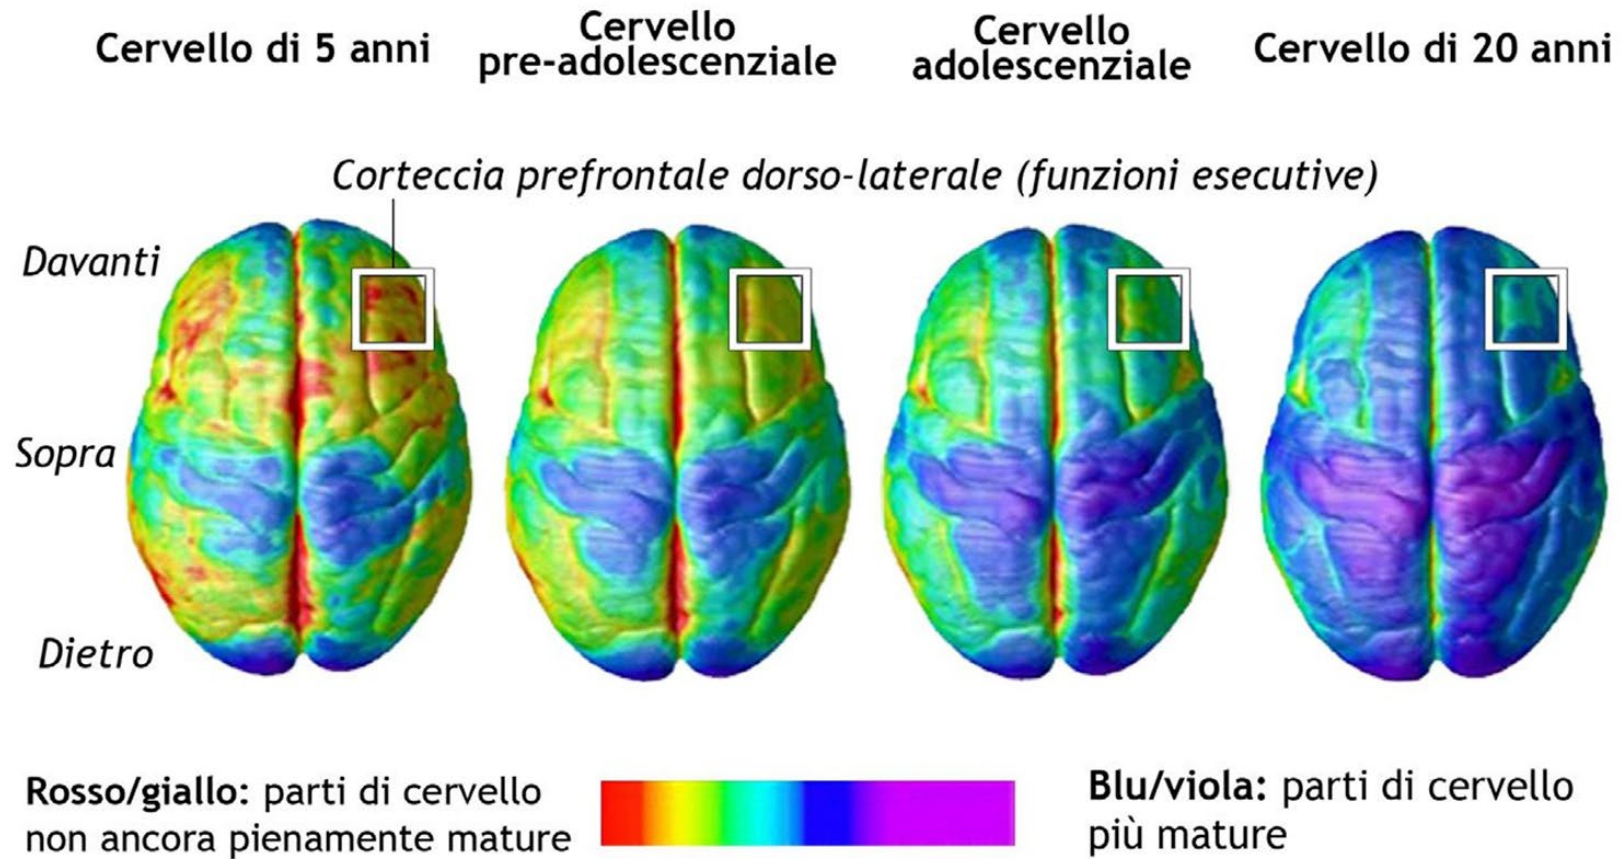 Cervello di 5 anni
Cervello
pre-adolescenziale
Cervello
adolescenziale
Cervello di 20 anni
Corteccia prefrontale dorso-laterale (funzioni esecutive)
Davanti
Sopra
Dietro
Rosso/giallo: parti di cervello
non ancora pienamente mature
Blu/viola: parti di cervello
più mature